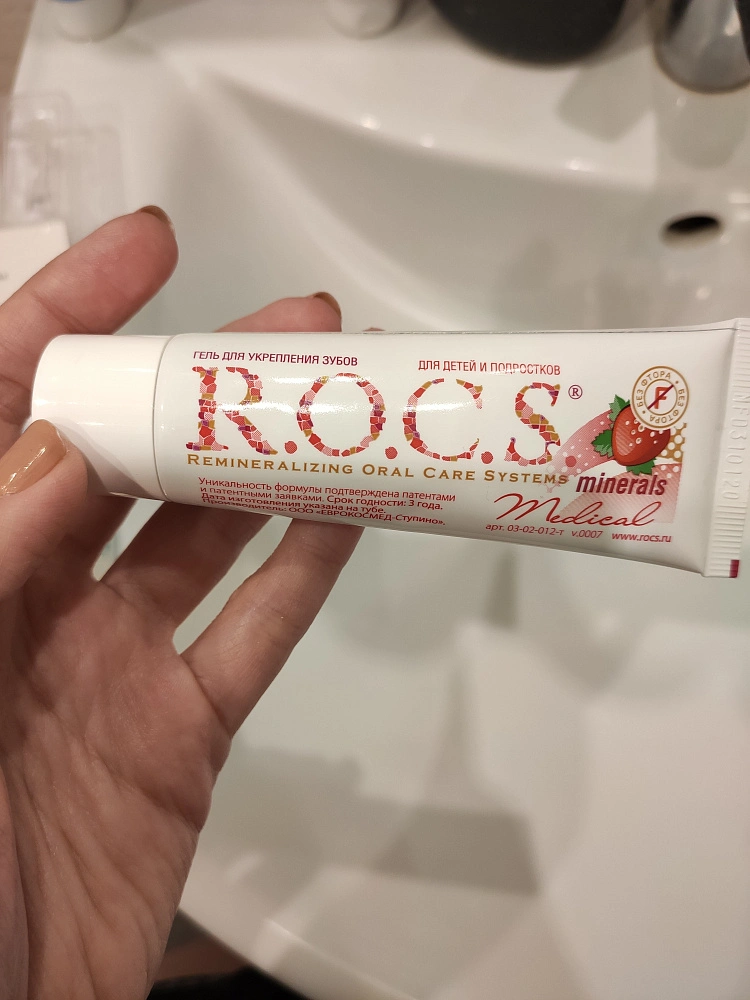 ГЕЛЬ ДЛЯ УКРЕПЛЕНИЯ ЗУБОВ
ДЛЯ ДЕТЕЙ И ПОДРОСТКОВ
R.O.C.S.®
REMINERALIZING ORAL CARE SYSTEMS
БЕЗ ФТОРА • БЕЗ ФТОРА •
F
minerals
Medical
Уникальность формулы подтверждена патентами
и патентными заявками. Срок годности: 3 года.
Дата изготовления указана на тубе.
Производитель: ООО «ЕВРОКОСМЕД-Ступино».
арт. 03-02-012-т v.0007 www.rocs.ru